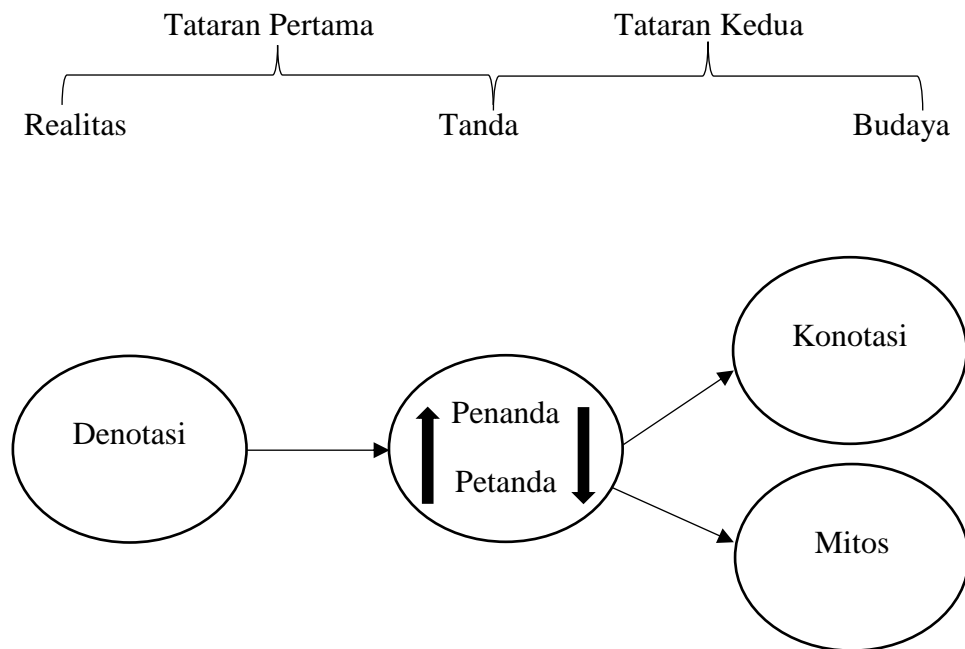 Tataran Pertama Tataran Kedua
Realitas Tanda Budaya
Konotasi
Denotasi
Penanda
Petanda
Mitos